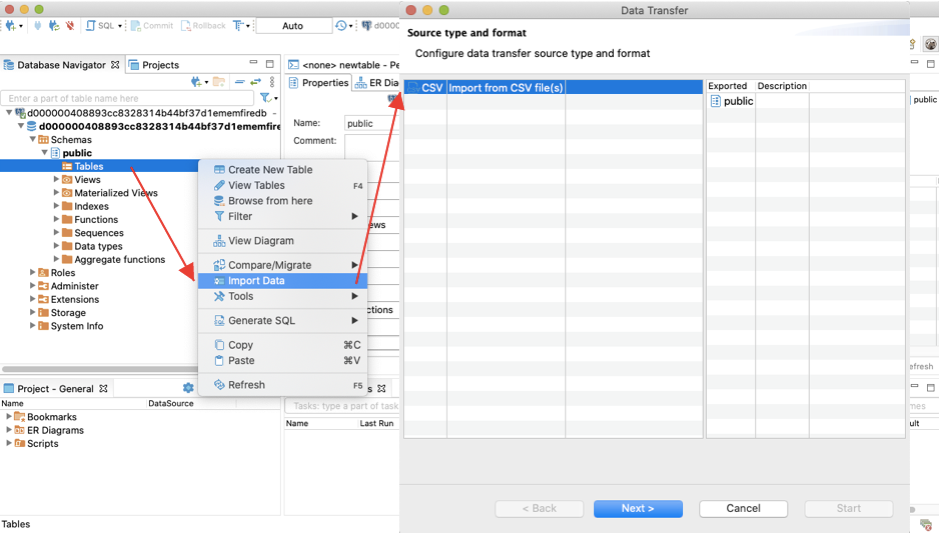 SQL
Commit
Rollback
T
Auto
d0000
Database Navigator
Projects
Enter a part of table name here
d000000408893cc8328314b44bf37d1ememfiredb -
d000000408893cc8328314b44bf37d1ememfire
Schemas
public
Tables
Views
Materialized Views
Indexes
Functions
Sequences
Data types
Aggregate functions
Roles
Administer
Extensions
Storage
System Info
Create New Table
View Tables F4
Browse from here
Filter
View Diagram
Compare/Migrate
Import Data
Tools
Generate SQL
Copy ⌘C
Paste ⌘V
Refresh F5
<none> newtable - Pe
Properties
ER Dia
Name: public
Comment:
ews
ctions
Project - General
Name DataSource
Bookmarks
ER Diagrams
Scripts
s
Tasks: type a part of task
Name Last Run
Tables
Data Transfer
Source type and format
Configure data transfer source type and format
CSV Import from CSV file(s)
Exported Description
public
< Back
Next >
Cancel
Start
public
efresh
mes
ult